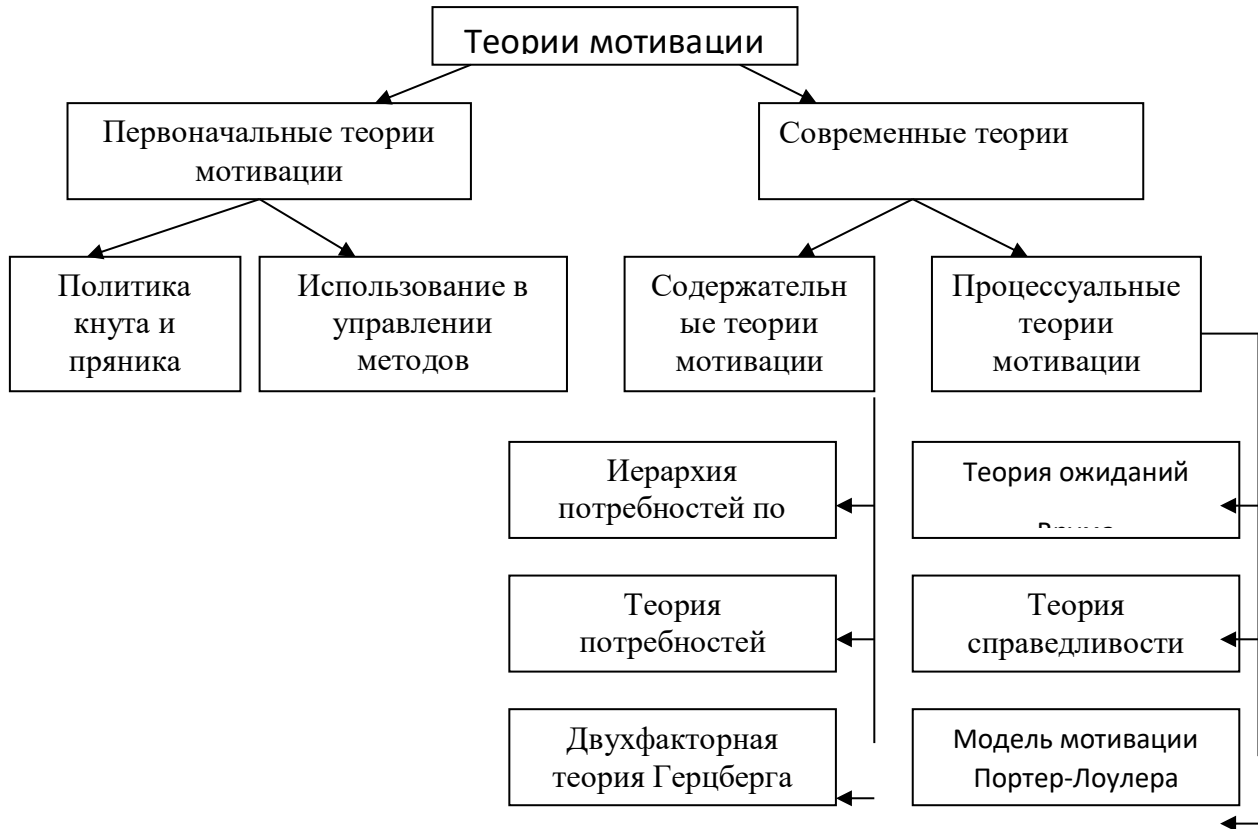 Теории мотивации
Первоначальные теории
мотивации
Современные теории
Политика
кнута и
пряника
Использование в
управлении
методов
Содержательн
ые теории
мотивации
Процессуальные
теории
мотивации
Иерархия
потребностей по
Теория ожиданий
Теория
потребностей
Теория
справедливости
Двухфакторная
теория Герцберга
Модель мотивации
Портер-Лоулера